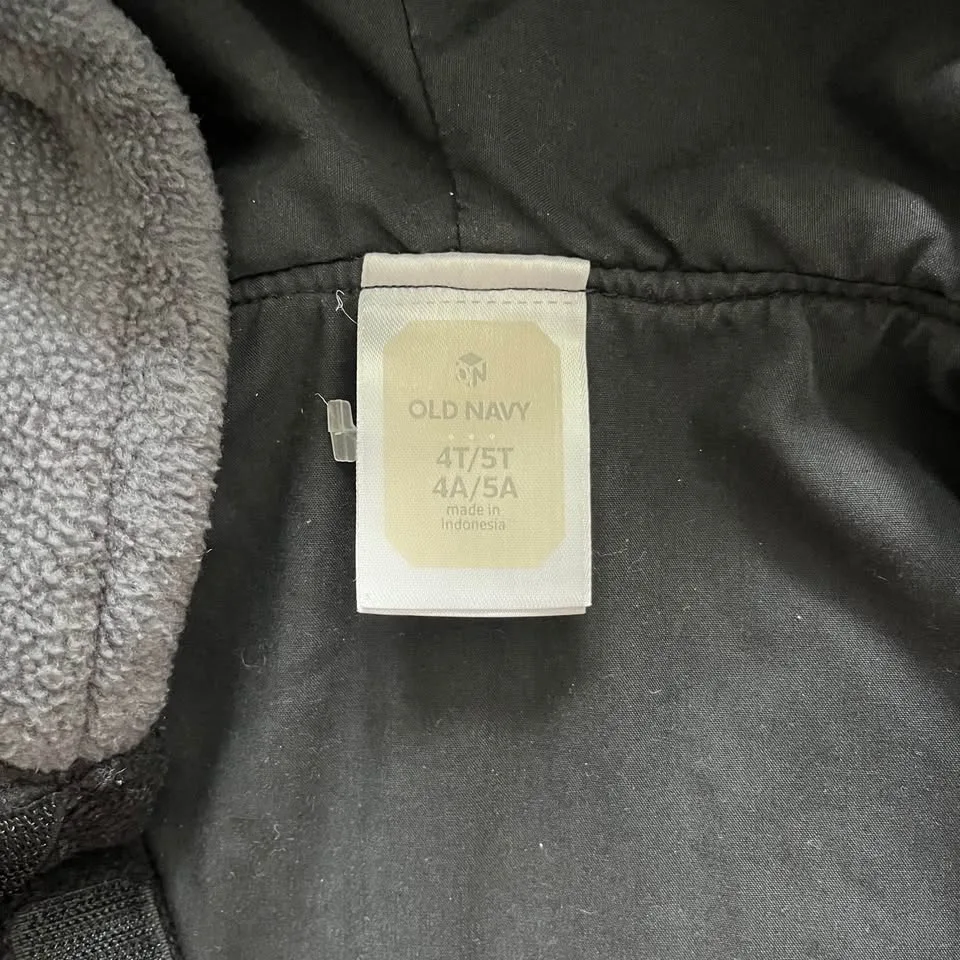 ON
OLD NAVY
4T/5T
4A/5A
made in
Indonesia